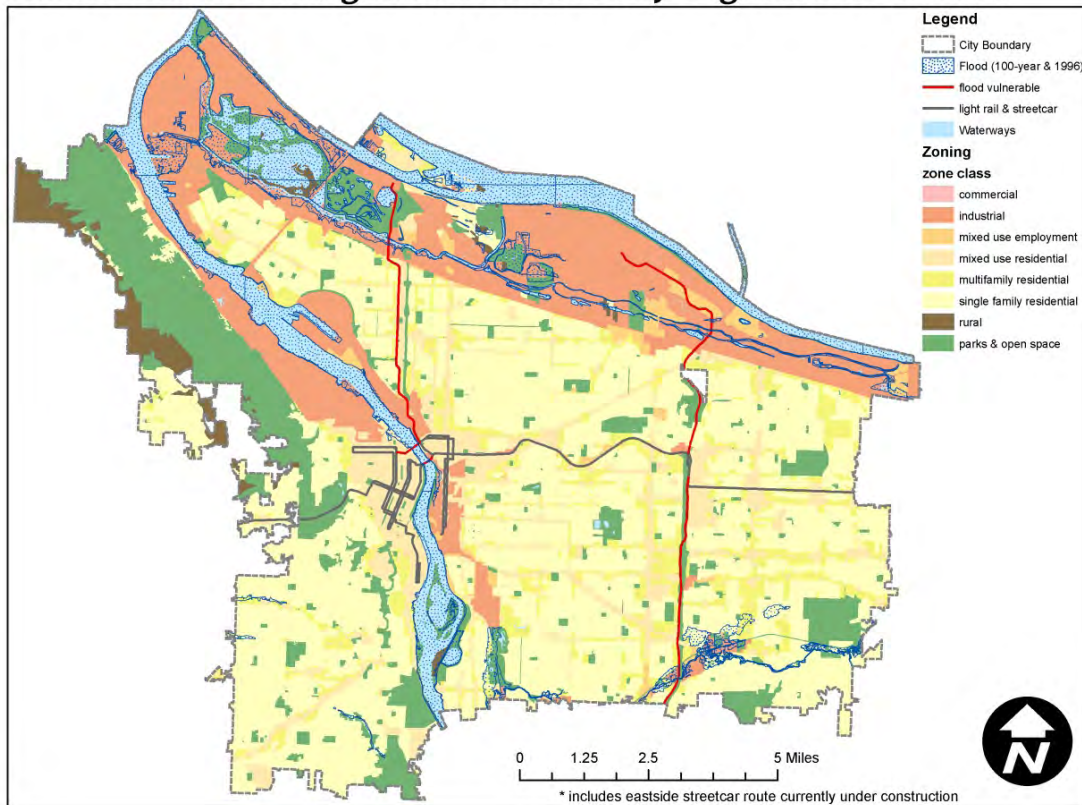 Legend
City Boundary
Flood (100-year & 1996)
flood vulnerable
light rail & streetcar
Waterways
Zoning
zone class
commercial
industrial
mixed use employment
mixed use residential
multifamily residential
single family residential
rural
parks & open space
N
0 1.25 2.5 5 Miles
* includes eastside streetcar route currently under construction